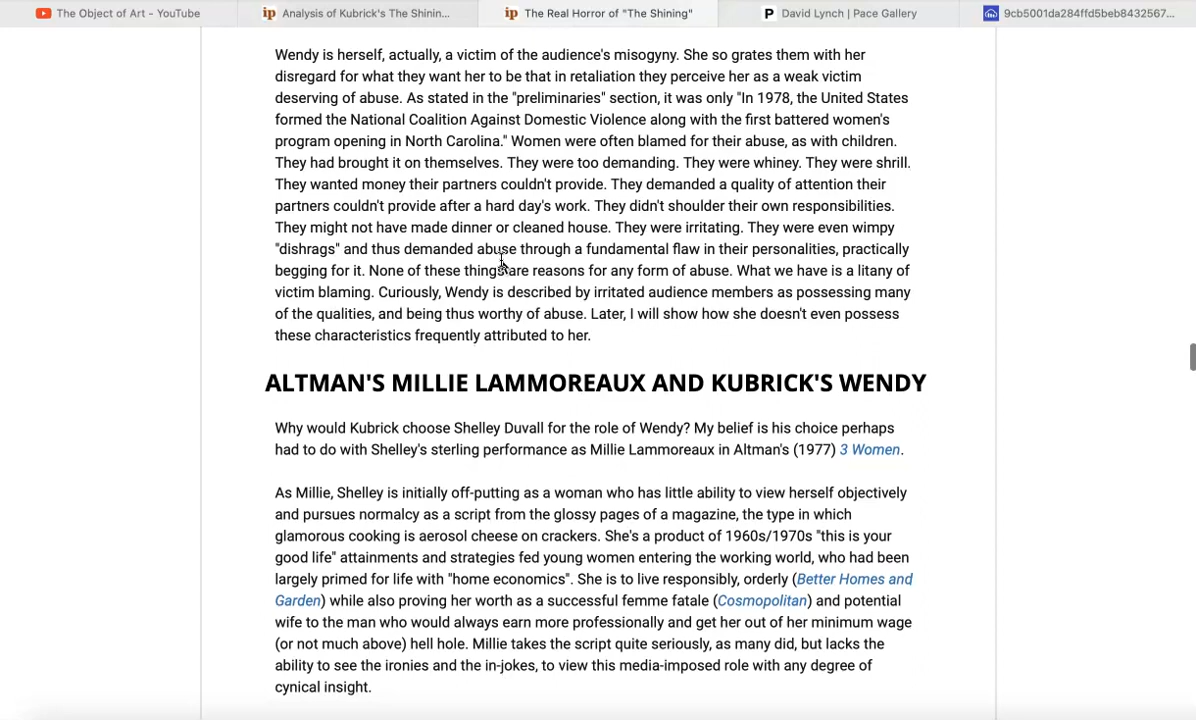 The Object of Art - YouTube
ip Analysis of Kubrick's The Shinin...
ip The Real Horror of "The Shining"
P David Lynch | Pace Gallery
9cb5001da284ffd5beb8432567...
Wendy is herself, actually, a victim of the audience's misogyny. She so grates them with her
disregard for what they want her to be that in retaliation they perceive her as a weak victim
deserving of abuse. As stated in the "preliminaries" section, it was only "In 1978, the United States
formed the National Coalition Against Domestic Violence along with the first battered women's
program opening in North Carolina." Women were often blamed for their abuse, as with children.
They had brought it on themselves. They were too demanding. They were whiney. They were shrill.
They wanted money their partners couldn't provide. They demanded a quality of attention their
partners couldn't provide after a hard day's work. They didn't shoulder their own responsibilities.
They might not have made dinner or cleaned house. They were irritating. They were even wimpy
"dishrags" and thus demanded abuse through a fundamental flaw in their personalities, practically
begging for it. None of these things are reasons for any form of abuse. What we have is a litany of
victim blaming. Curiously, Wendy is described by irritated audience members as possessing many
of the qualities, and being thus worthy of abuse. Later, I will show how she doesn't even possess
these characteristics frequently attributed to her.
ALTMAN'S MILLIE LAMMOREAUX AND KUBRICK'S WENDY
Why would Kubrick choose Shelley Duvall for the role of Wendy? My belief is his choice perhaps
had to do with Shelley's sterling performance as Millie Lammoreaux in Altman's (1977) 3 Women.
As Millie, Shelley is initially off-putting as a woman who has little ability to view herself objectively
and pursues normalcy as a script from the glossy pages of a magazine, the type in which
glamorous cooking is aerosol cheese on crackers. She's a product of 1960s/1970s "this is your
good life" attainments and strategies fed young women entering the working world, who had been
largely primed for life with "home economics". She is to live responsibly, orderly (Better Homes and
Garden) while also proving her worth as a successful femme fatale (Cosmopolitan) and potential
wife to the man who would always earn more professionally and get her out of her minimum wage
(or not much above) hell hole. Millie takes the script quite seriously, as many did, but lacks the
ability to see the ironies and the in-jokes, to view this media-imposed role with any degree of
cynical insight.